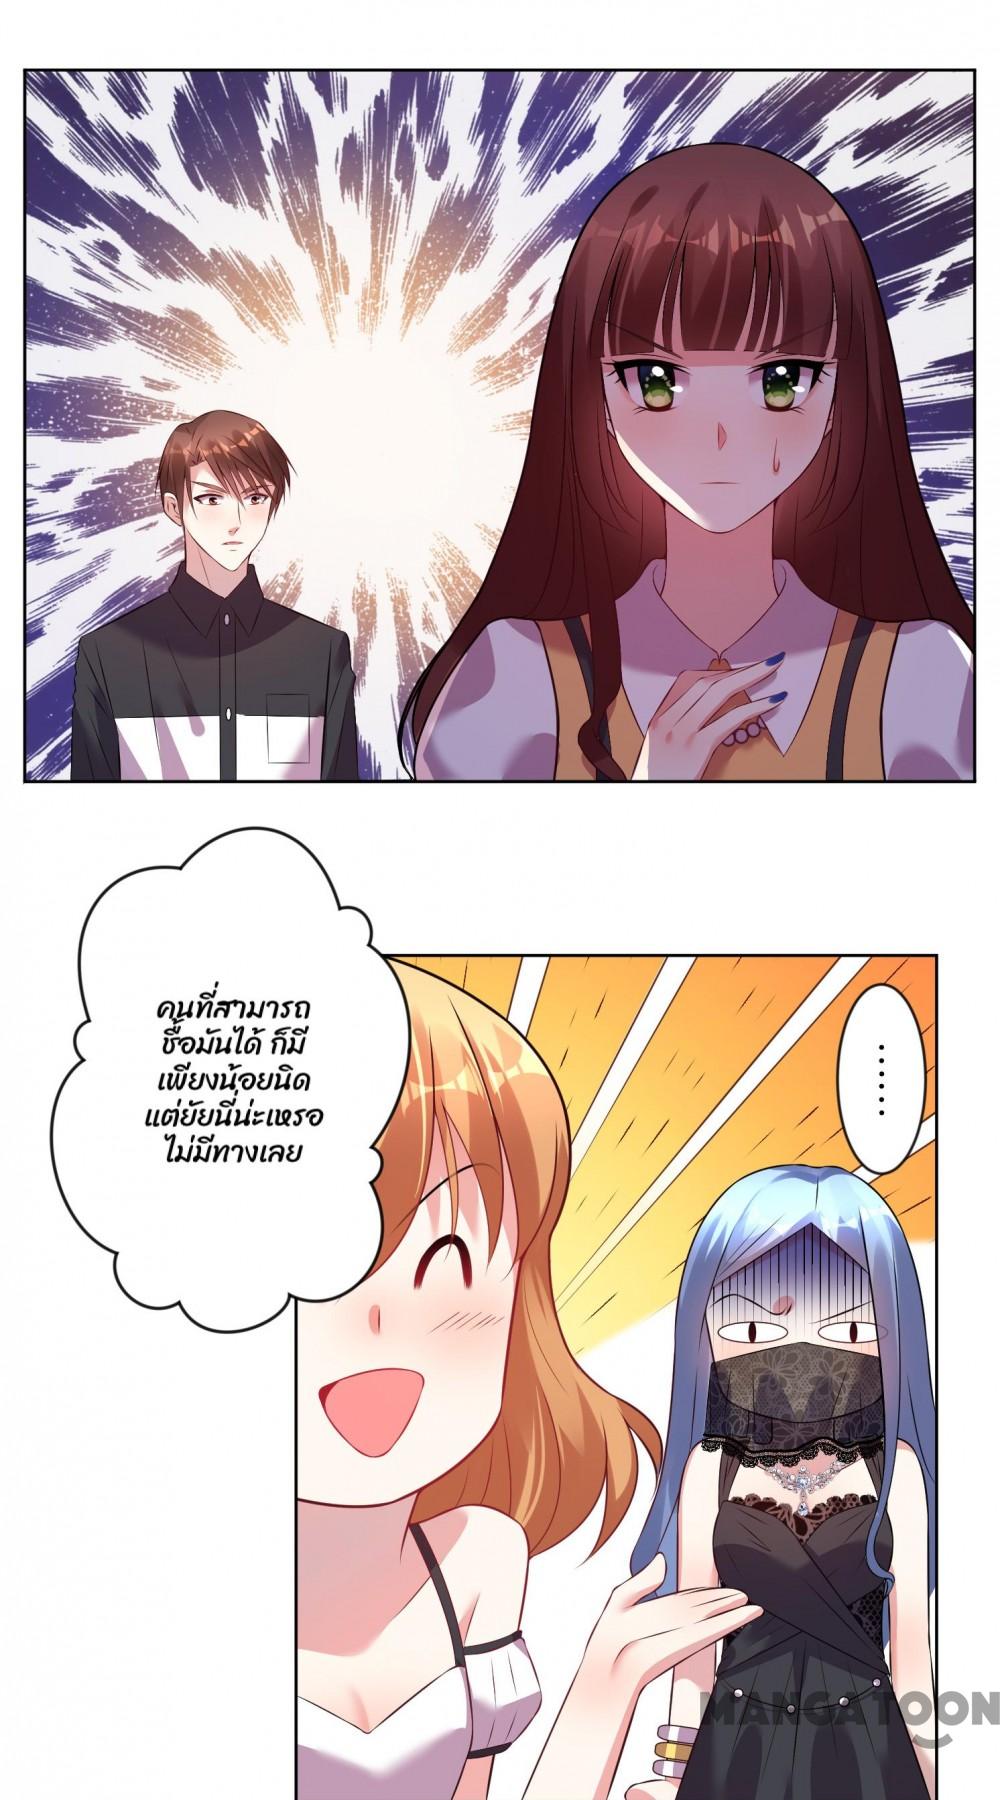 คนที่สามารถ
ซื้อมันได้ ก็มี
เพียงน้อยนิด
แต่ยัยนี่น่ะเหรอ
ไม่มีทางเลย
......
MANGATOON